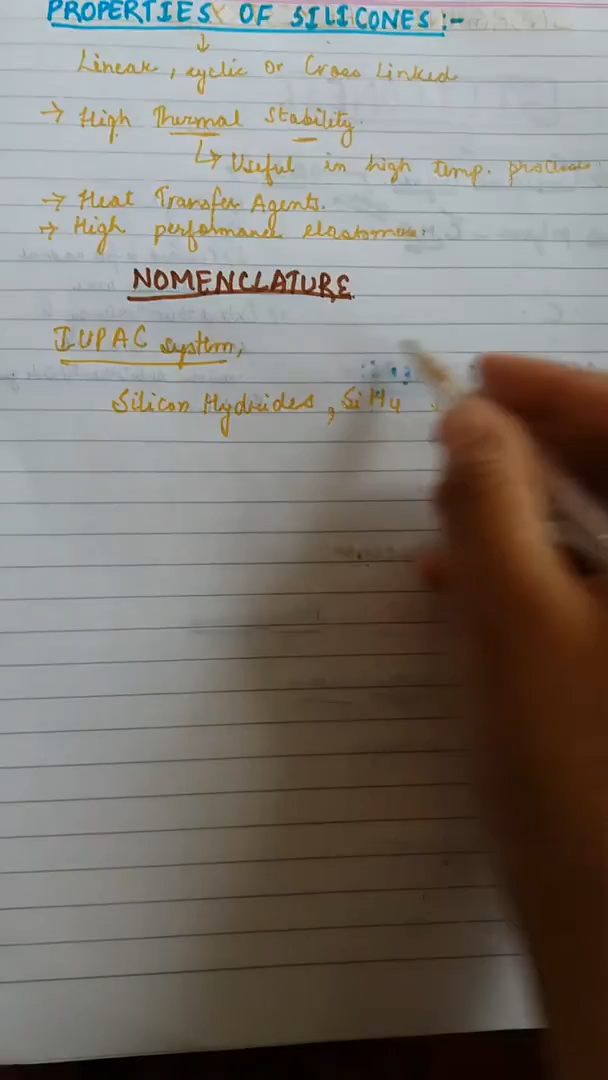 PROPERTIES OF SILICONES :-
↓
Linear, cyclic or Cross Linked
→ High Thermal Stability.
↳ Useful in high temp.
→ Heat Transfer Agents.
→ High performance elastomers.
NOMENCLATURE
IUPAC system,
Silicon Hydrides, SiH4